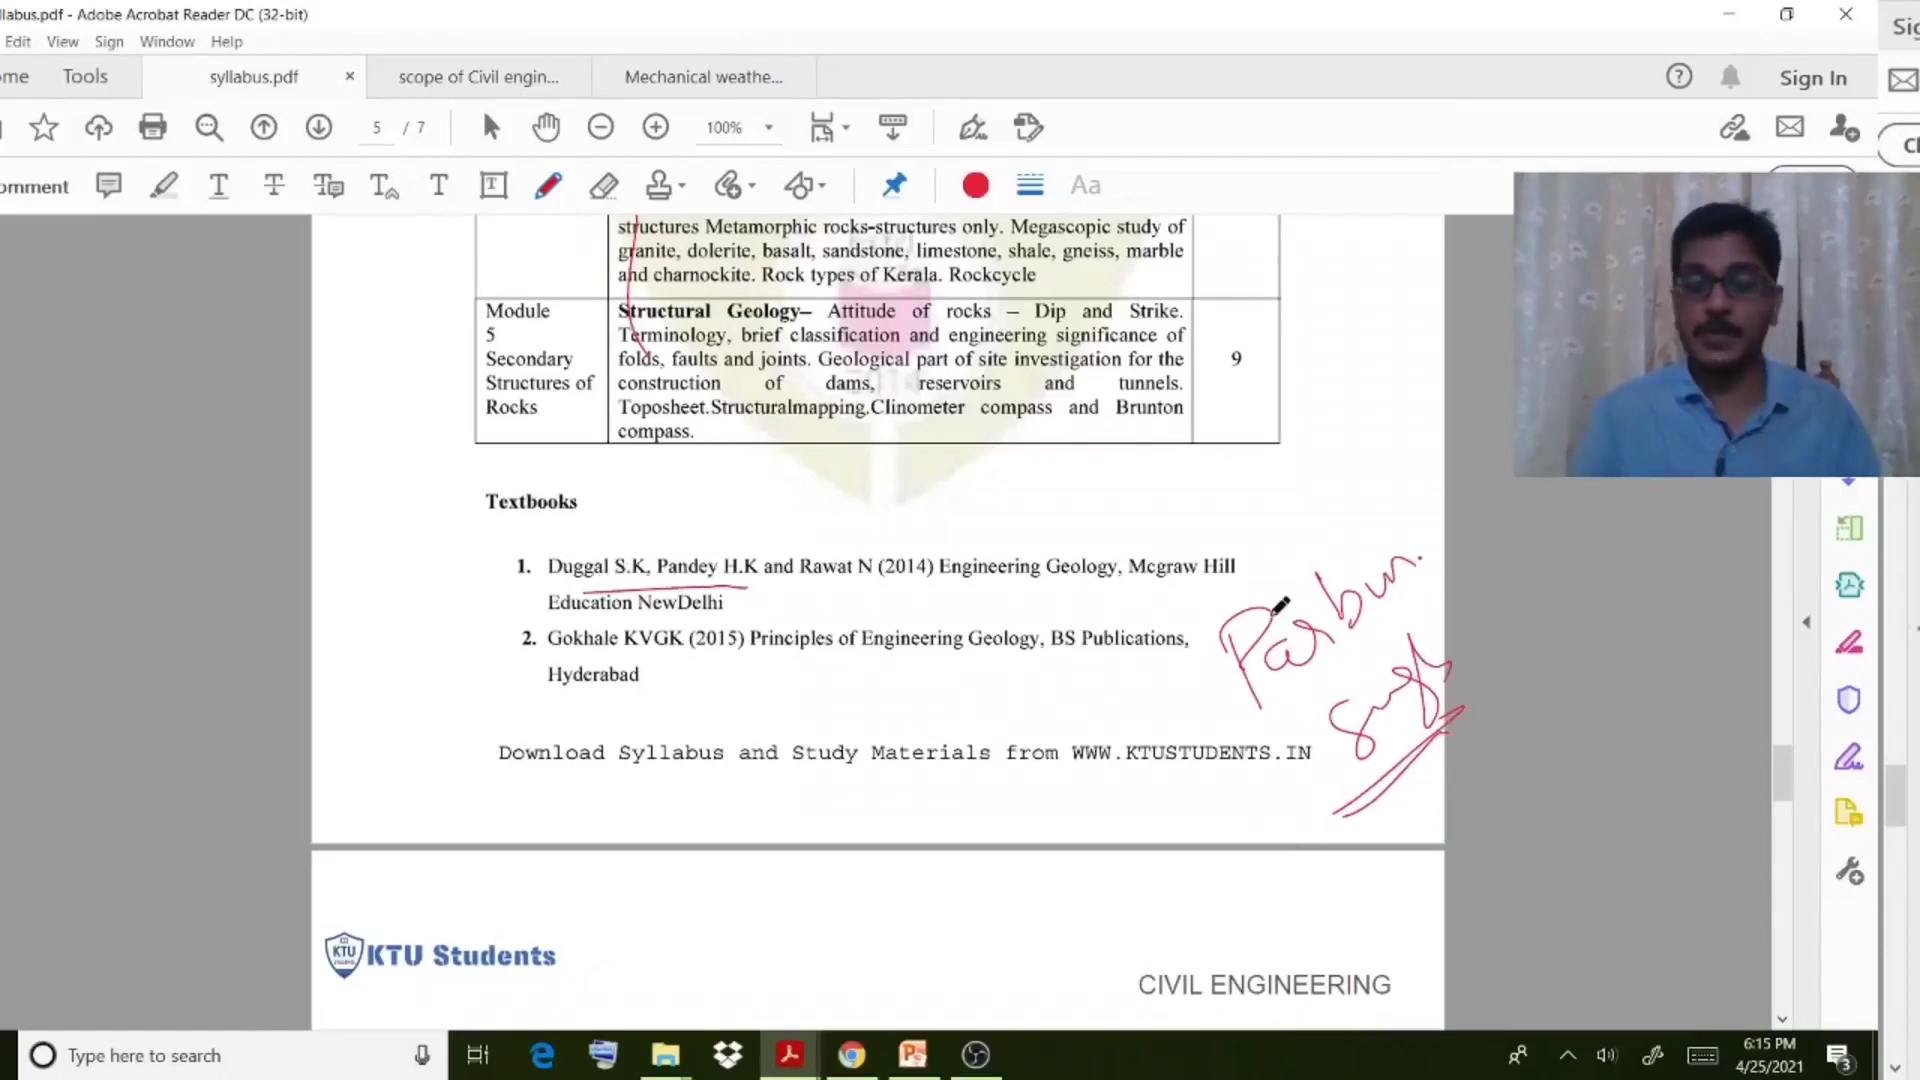 llabus.pdf - Adobe Acrobat Reader DC (32-bit)
Edit View Sign Window Help
ome Tools syllabus.pdf × scope of Civil engin... Mechanical weathe...
Sign In
5 / 7 100%
omment Aa
structures Metamorphic rocks-structures only. Megascopic study of
granite, dolerite, basalt, sandstone, limestone, shale, gneiss, marble
and charnockite. Rock types of Kerala. Rockcycle
Module
5
Secondary
Structures of
Rocks
Structural Geology– Attitude of rocks – Dip and Strike.
Terminology, brief classification and engineering significance of
folds, faults and joints. Geological part of site investigation for the
construction of dams, reservoirs and tunnels.
Toposheet.Structuralmapping.Clinometer compass and Brunton
compass.
9
Textbooks
1. Duggal S.K, Pandey H.K and Rawat N (2014) Engineering Geology, Mcgraw Hill
Education NewDelhi
2. Gokhale KVGK (2015) Principles of Engineering Geology, BS Publications,
Hyderabad
Parbun
Singh
Download Syllabus and Study Materials from WWW.KTUSTUDENTS.IN
KTU
KTU Students
CIVIL ENGINEERING
Type here to search
6:15 PM
4/25/2021
3